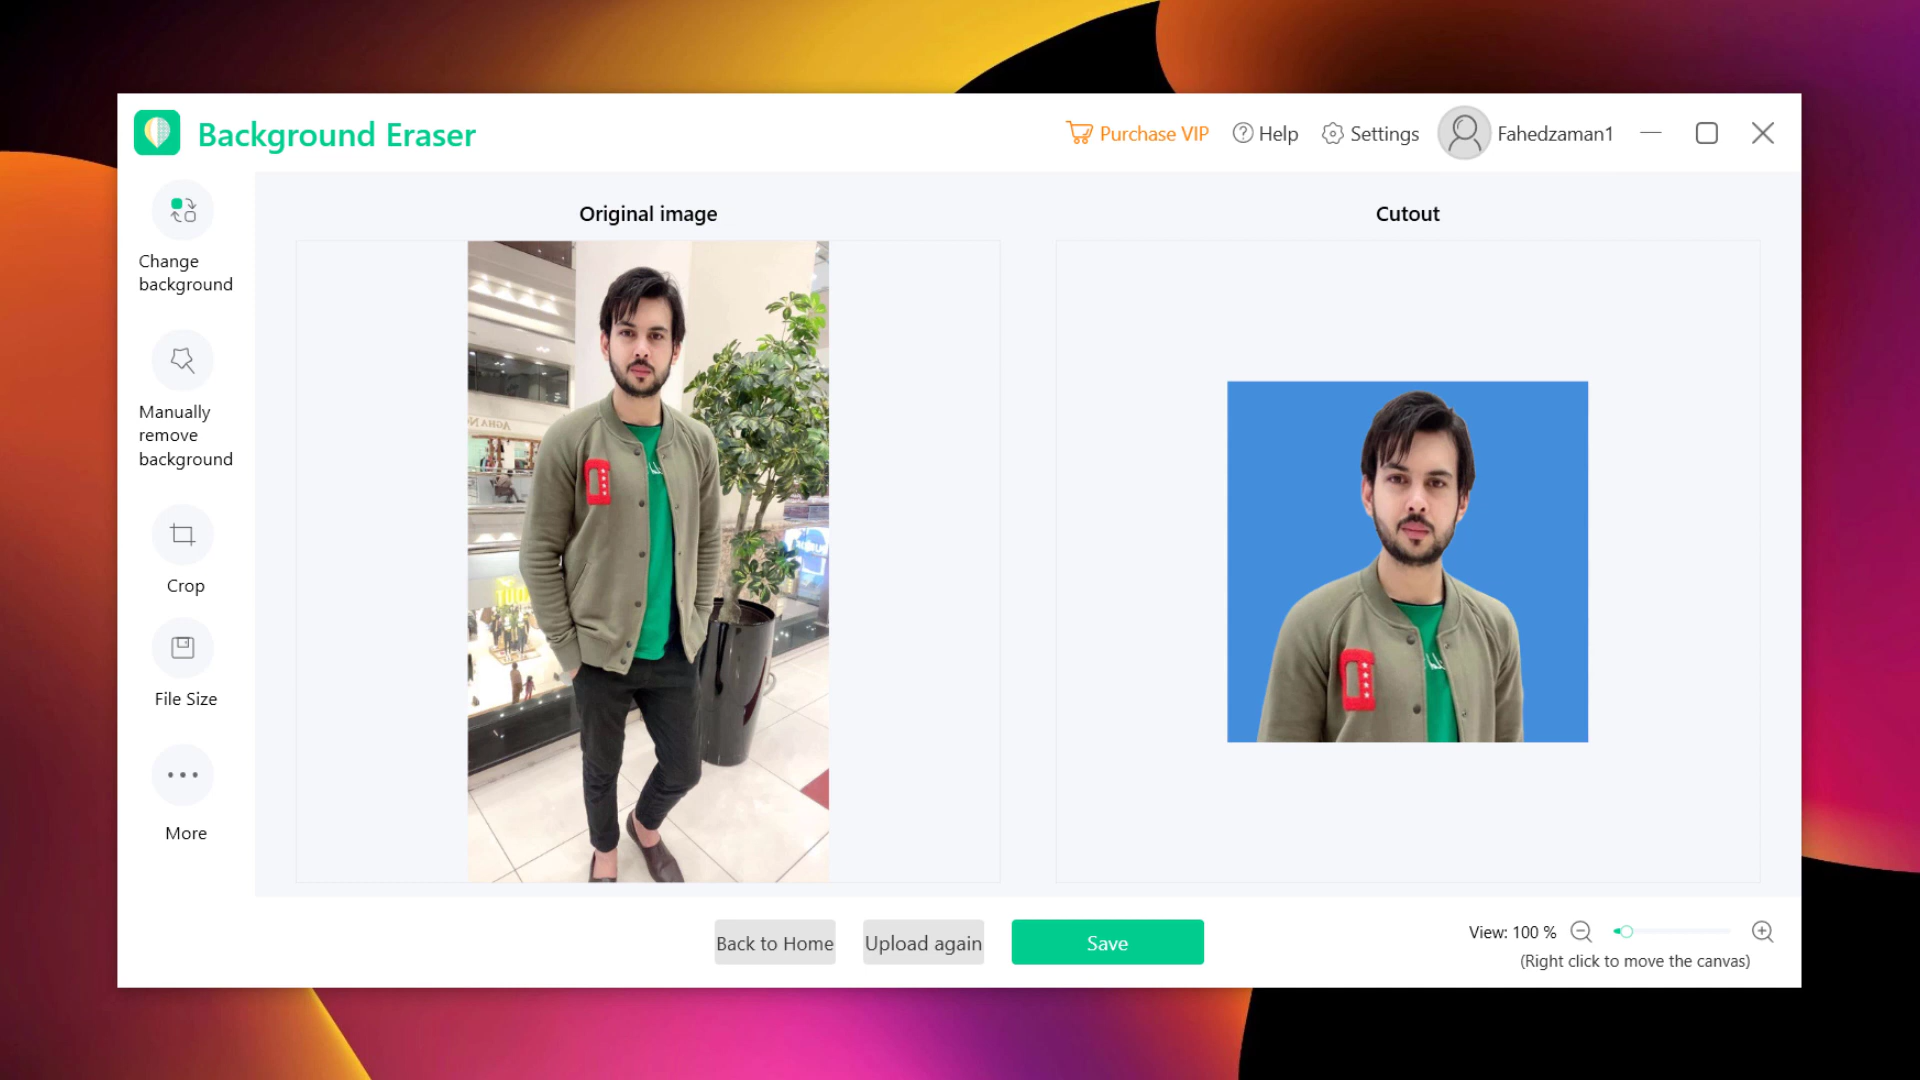 Background Eraser
Purchase VIP
Help
Settings
Fahedzaman1
Change
background
Manually
remove
background
Crop
File Size
More
Original image
Cutout
Back to Home
Upload again
Save
View: 100 %
(Right click to move the canvas)